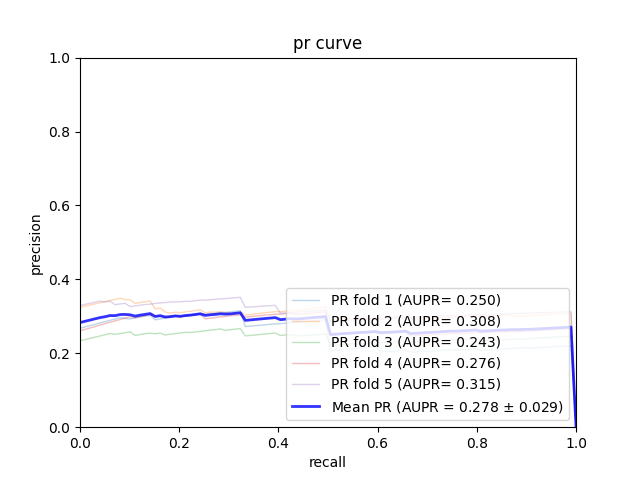 pr curve
precision
1.0
0.8
0.6
0.4
0.2
0.0
PR fold 1 (AUPR= 0.250)
PR fold 2 (AUPR= 0.308)
PR fold 3 (AUPR= 0.243)
PR fold 4 (AUPR= 0.276)
PR fold 5 (AUPR= 0.315)
Mean PR (AUPR = 0.278 ± 0.029)
0.0 0.2 0.4 0.6 0.8 1.0
recall